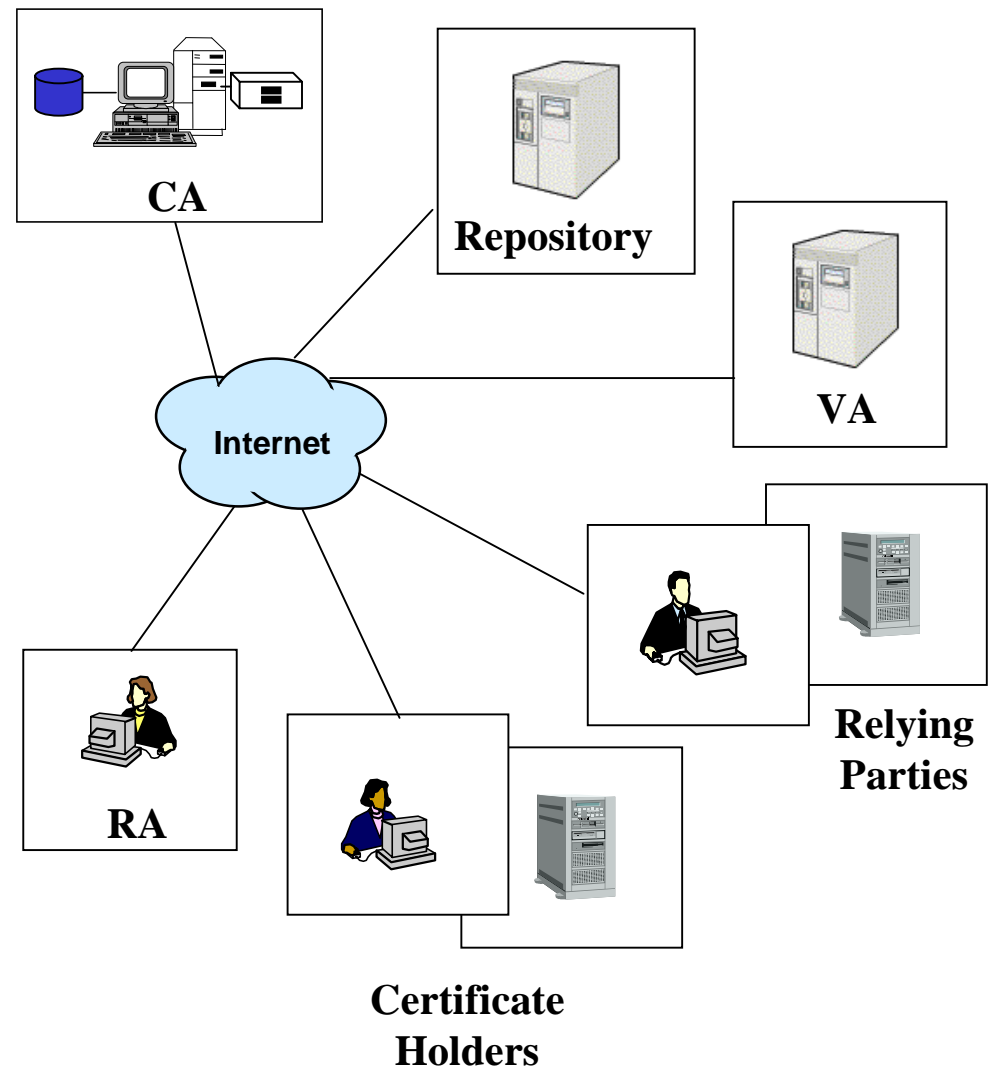 CA
Repository
VA
Internet
Relying
Parties
RA
Certificate
Holders